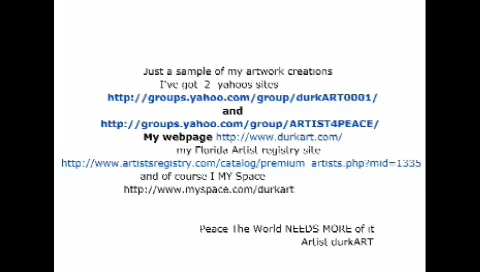 Just a sample of my artwork creations
I've got 2 yahoos sites
http://groups.yahoo.com/group/durkART0001/
and
http://groups.yahoo.com/group/ARTIST4PEACE/
My webpage http://www.durkart.com/
my Florida Artist registry site
http://www.artistsregistry.com/catalog/premium_artists.php?mid=1335
and of course I MY Space
http://www.myspace.com/durkart
Peace The World NEEDS MORE of it
Artist durkART